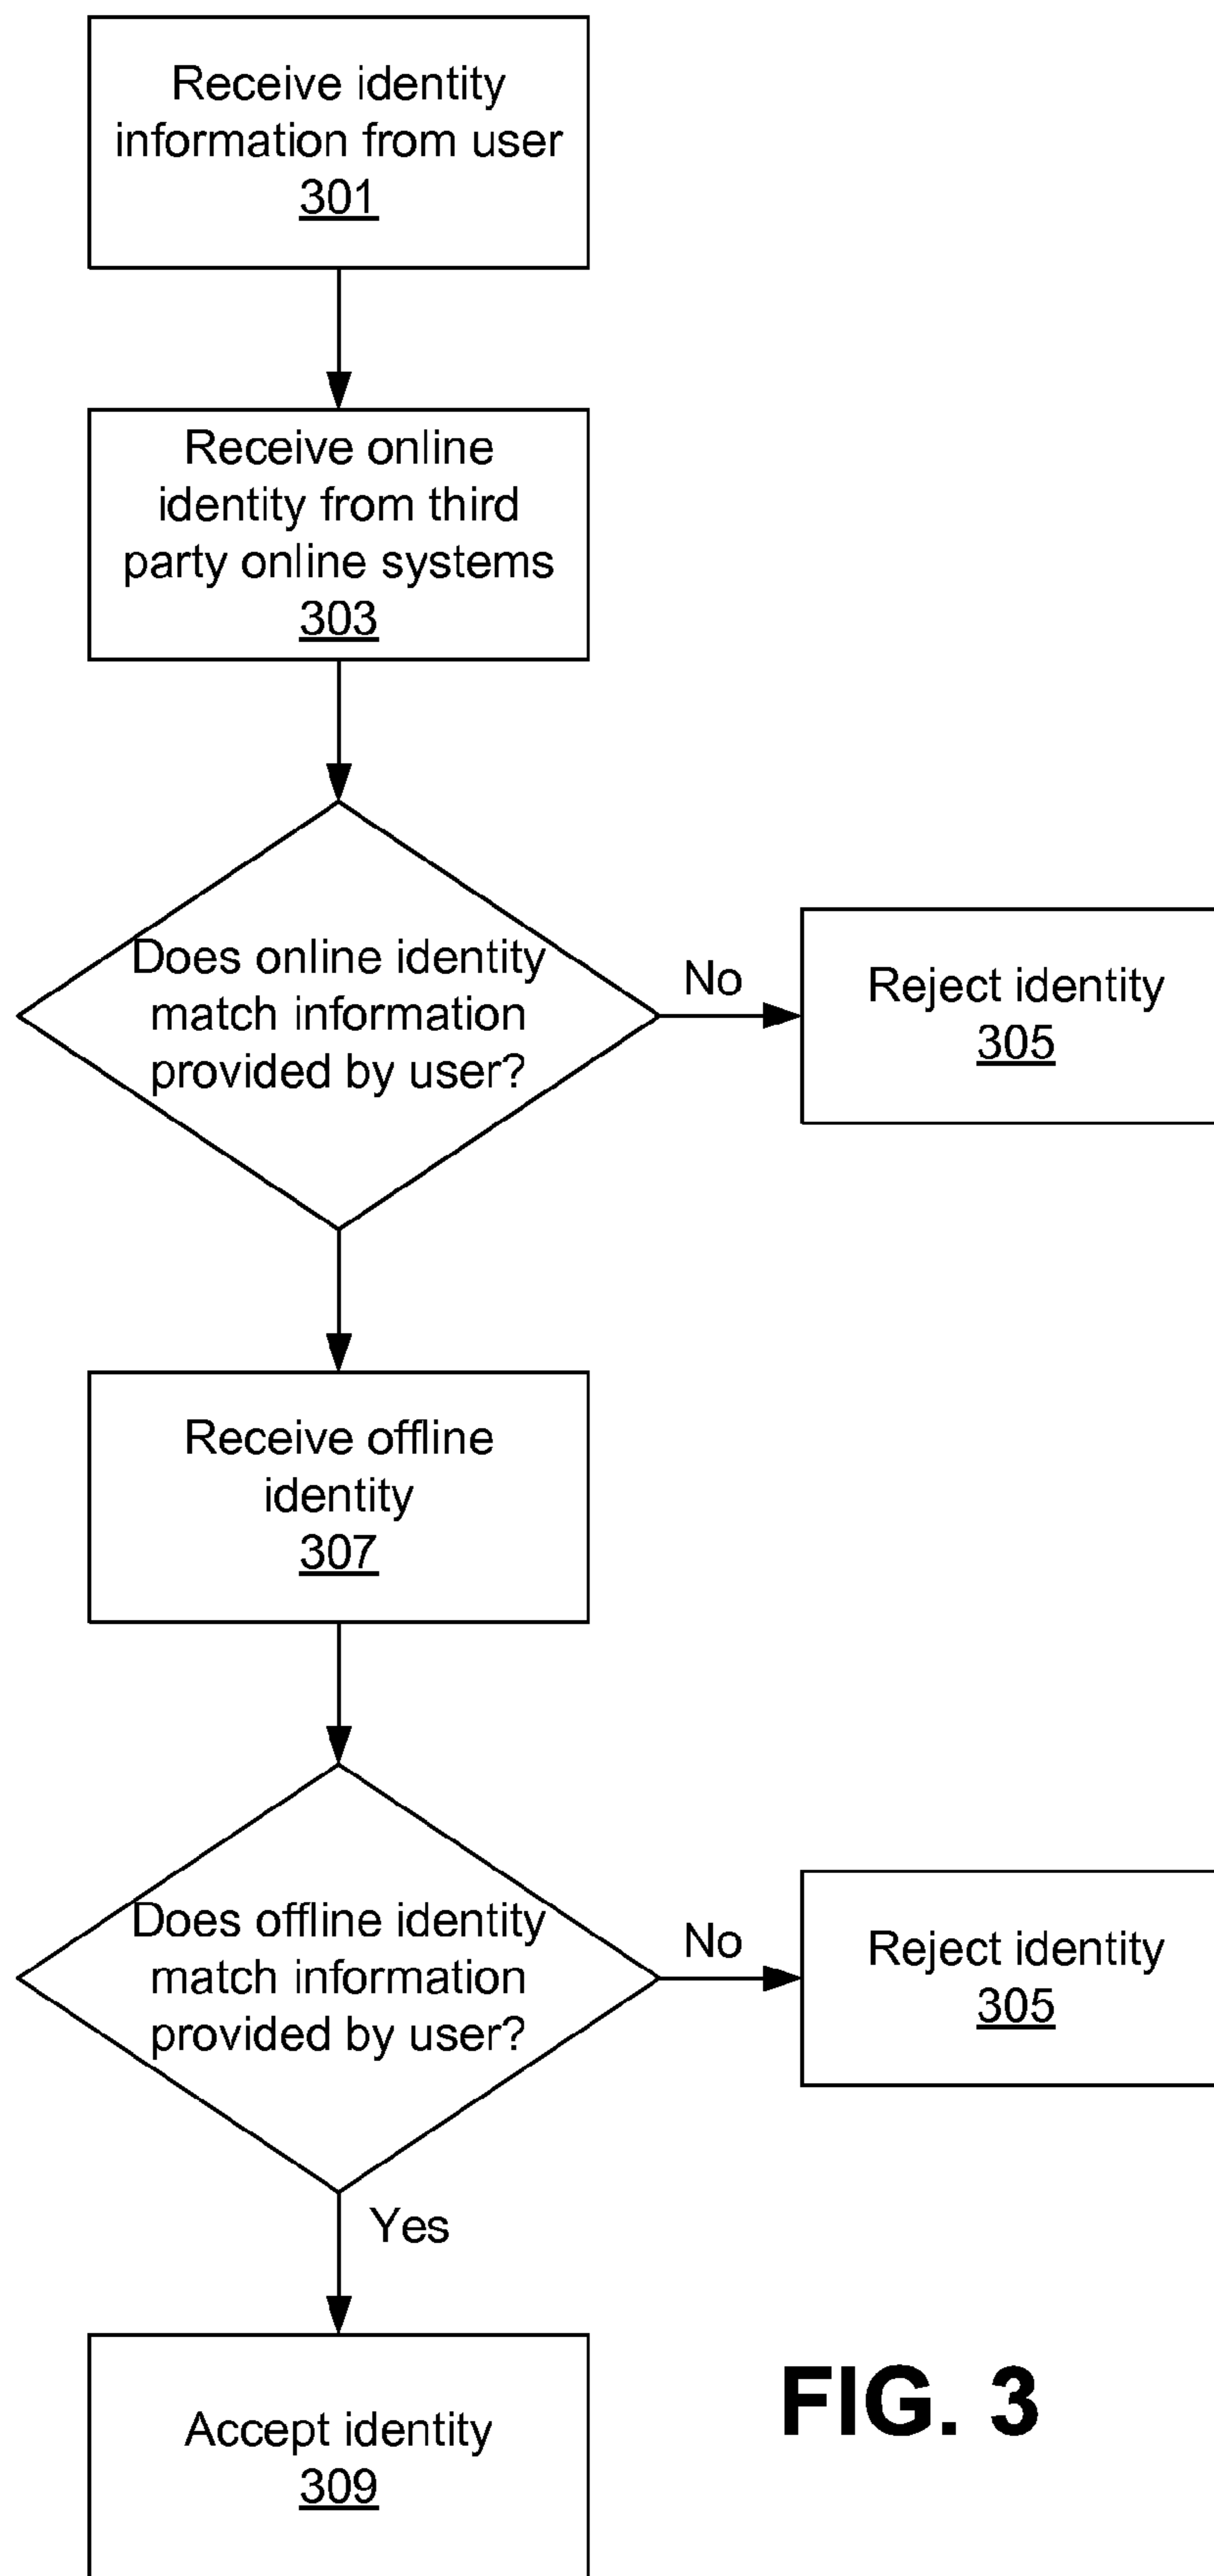 Receive identity
information from user
301
Receive online
identity from third
party online systems
303
Does online identity
match information
provided by user?
No
Reject identity
305
Receive offline
identity
307
Does offline identity
match information
provided by user?
No
Reject identity
305
Yes
Accept identity
309
FIG. 3